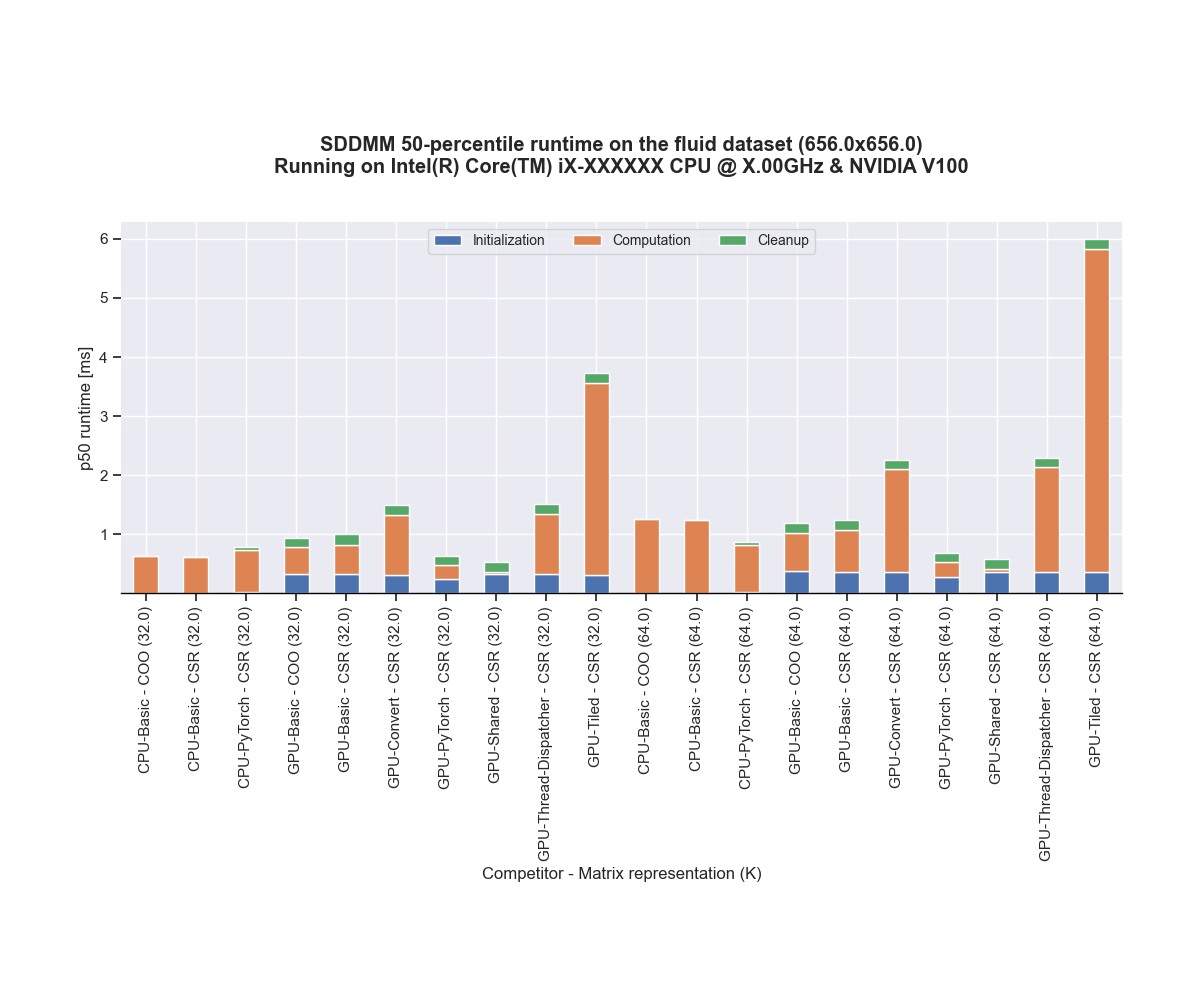 SDDMM 50-percentile runtime on the fluid dataset (656.0x656.0)
Running on Intel(R) Core(TM) iX-XXXXXX CPU @ X.00GHz & NVIDIA V100
Initialization
Computation
Cleanup
p50 runtime [ms]
6
5
4
3
2
1
CPU-Basic - COO (32.0)
CPU-Basic - CSR (32.0)
CPU-PyTorch - CSR (32.0)
GPU-Basic - COO (32.0)
GPU-Basic - CSR (32.0)
GPU-Convert - CSR (32.0)
GPU-PyTorch - CSR (32.0)
GPU-Shared - CSR (32.0)
GPU-Thread-Dispatcher - CSR (32.0)
GPU-Tiled - CSR (32.0)
CPU-Basic - COO (64.0)
CPU-Basic - CSR (64.0)
CPU-PyTorch - CSR (64.0)
GPU-Basic - COO (64.0)
GPU-Basic - CSR (64.0)
GPU-Convert - CSR (64.0)
GPU-PyTorch - CSR (64.0)
GPU-Shared - CSR (64.0)
GPU-Thread-Dispatcher - CSR (64.0)
GPU-Tiled - CSR (64.0)
Competitor - Matrix representation (K)